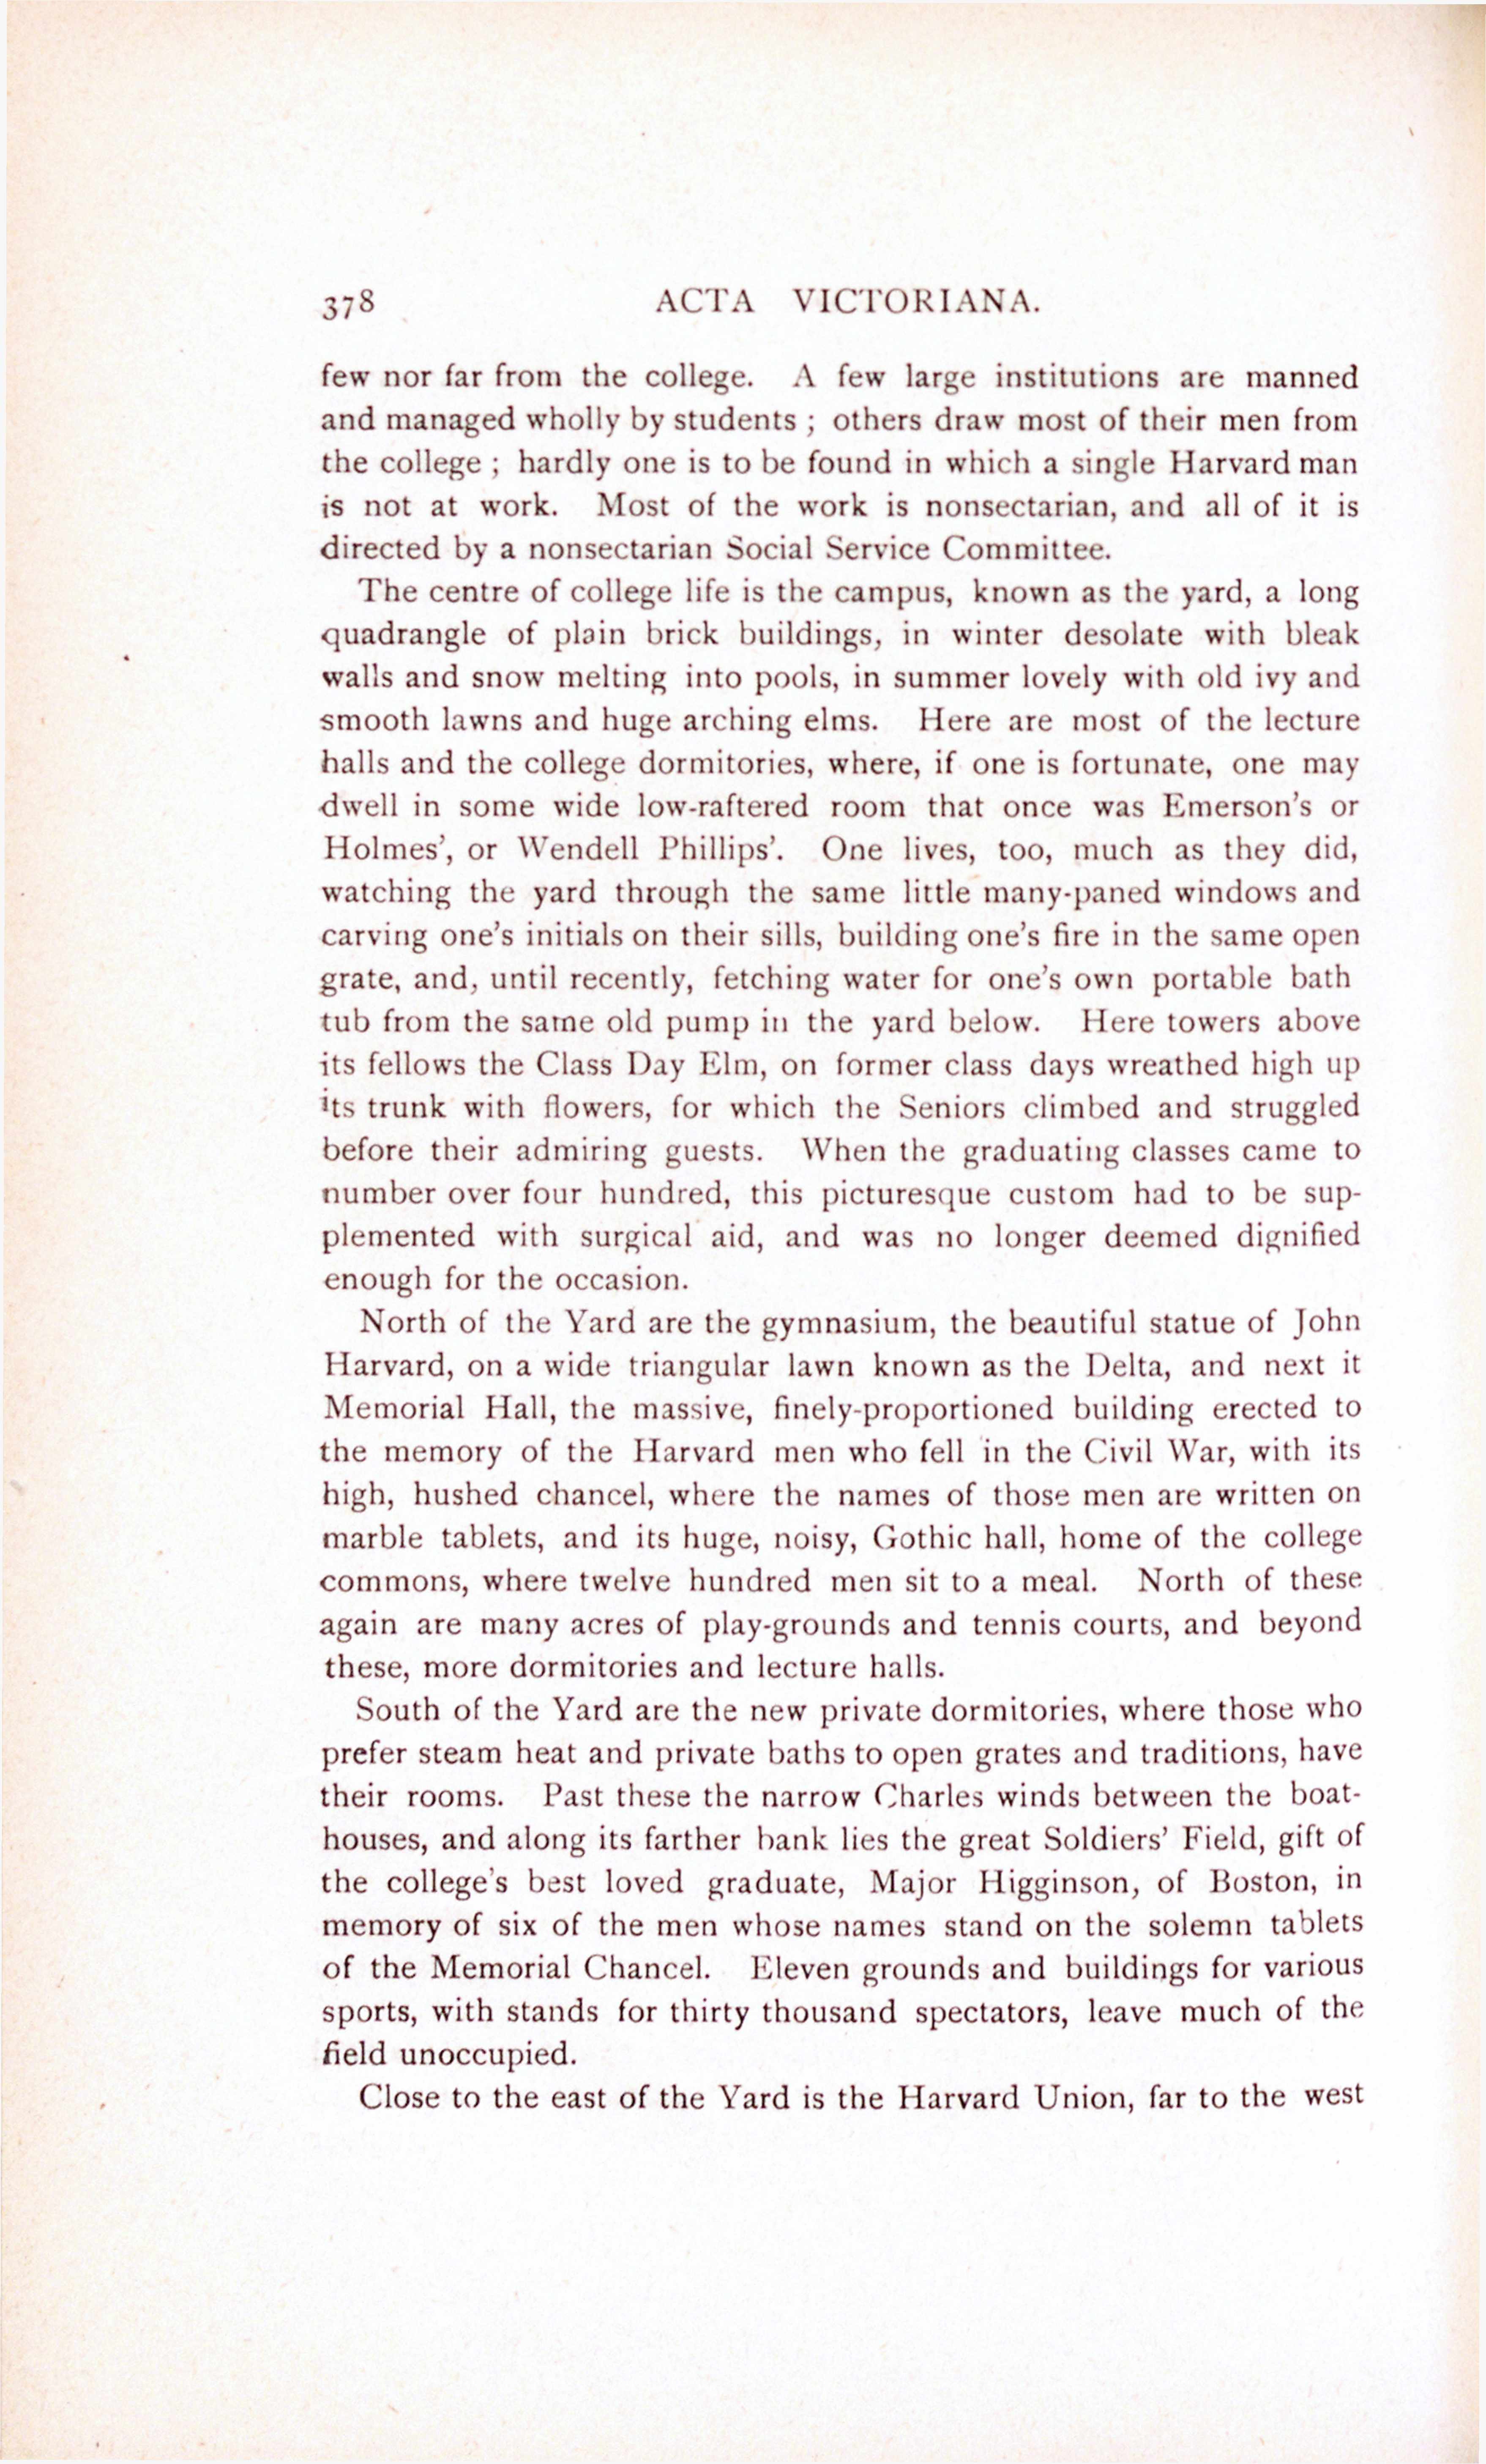 378 ACTA VICTORIANA.
few nor far from the college. A few large institutions are manned
and managed wholly by students ; others draw most of their men from
the college ; hardly one is to be found in which a single Harvard man
is not at work. Most of the work is nonsectarian, and all of it is
directed by a nonsectarian Social Service Committee.
The centre of college life is the campus, known as the yard, a long
quadrangle of plain brick buildings, in winter desolate with bleak
walls and snow melting into pools, in summer lovely with old ivy and
smooth lawns and huge arching elms. Here are most of the lecture
halls and the college dormitories, where, if one is fortunate, one may
dwell in some wide low-raftered room that once was Emerson's or
Holmes', or Wendell Phillips'. One lives, too, much as they did,
watching the yard through the same little many-paned windows and
carving one's initials on their sills, building one's fire in the same open
grate, and, until recently, fetching water for one's own portable bath
tub from the same old pump in the yard below. Here towers above
its fellows the Class Day Elm, on former class days wreathed high up
its trunk with flowers, for which the Seniors climbed and struggled
before their admiring guests. When the graduating classes came to
number over four hundred, this picturesque custom had to be sup-
plemented with surgical aid, and was no longer deemed dignified
enough for the occasion.
North of the Yard are the gymnasium, the beautiful statue of John
Harvard, on a wide triangular lawn known as the Delta, and next it
Memorial Hall, the massive, finely-proportioned building erected to
the memory of the Harvard men who fell in the Civil War, with its
high, hushed chancel, where the names of those men are written on
marble tablets, and its huge, noisy, Gothic hall, home of the college
commons, where twelve hundred men sit to a meal. North of these
again are many acres of play-grounds and tennis courts, and beyond
these, more dormitories and lecture halls.
South of the Yard are the new private dormitories, where those who
prefer steam heat and private baths to open grates and traditions, have
their rooms. Past these the narrow Charles winds between the boat-
houses, and along its farther bank lies the great Soldiers' Field, gift of
the college's best loved graduate, Major Higginson, of Boston, in
memory of six of the men whose names stand on the solemn tablets
of the Memorial Chancel. Eleven grounds and buildings for various
sports, with stands for thirty thousand spectators, leave much of the
field unoccupied.
Close to the east of the Yard is the Harvard Union, far to the west